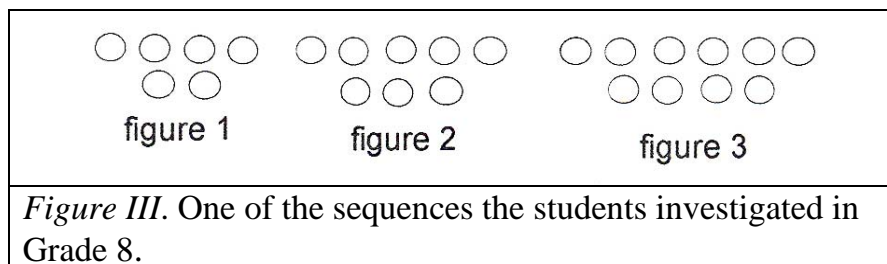 figure 1 figure 2 figure 3
Figure III. One of the sequences the students investigated in
Grade 8.